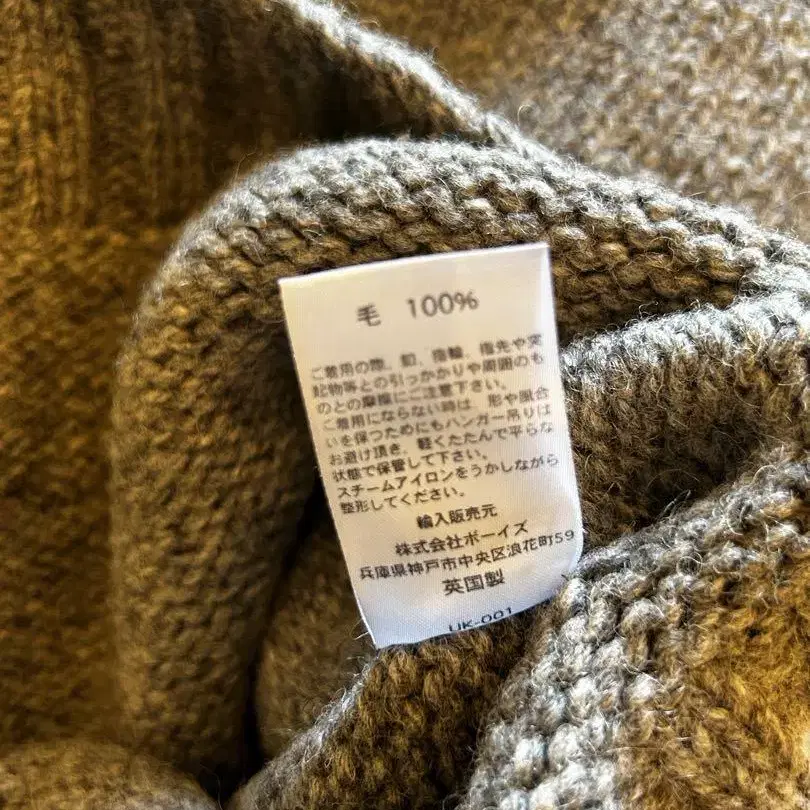 毛 100%
ご着用の際、釦、指輪、指先や突
起物等との引っかかりや周囲のも
のとの摩擦にご注意下さい。
ご着用にならない時は、形や風合
いを保つためにもハンガー吊りは
お避け頂き、軽くたたんで平らな
状態で保管して下さい。
スチームアイロンをうかしながら
整形してください。
輸入販売元
株式会社ボーイズ
兵庫県神戸市中央区浪花町59
英国製
UK-001